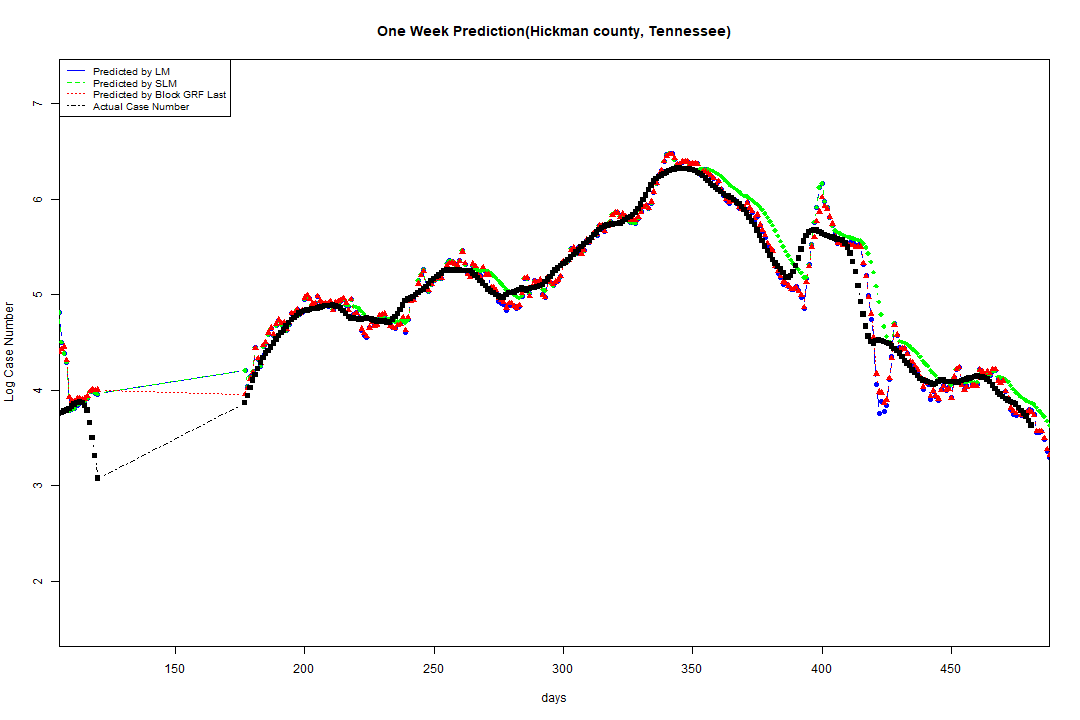 One Week Prediction(Hickman county, Tennessee)
Predicted by LM
Predicted by SLM
Predicted by Block GRF Last
Actual Case Number
7
6
5
4
3
2
Log Case Number
150 200 250 300 350 400 450
days